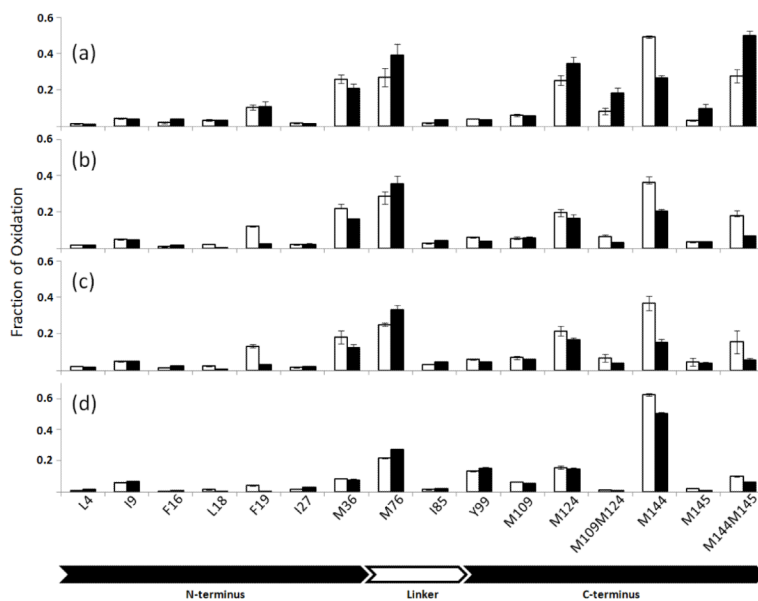 0.6
(a)
0.4
0.2
0.6
(b)
0.4
0.2
Fraction of Oxidation
0.6
(c)
0.4
0.2
0.6
(d)
0.4
0.2
L4 I9 F16 L18 F19 I27 M36 M76 I85 Y99 M109 M124 M109M124 M144 M145 M144M145
N-terminus Linker C-terminus